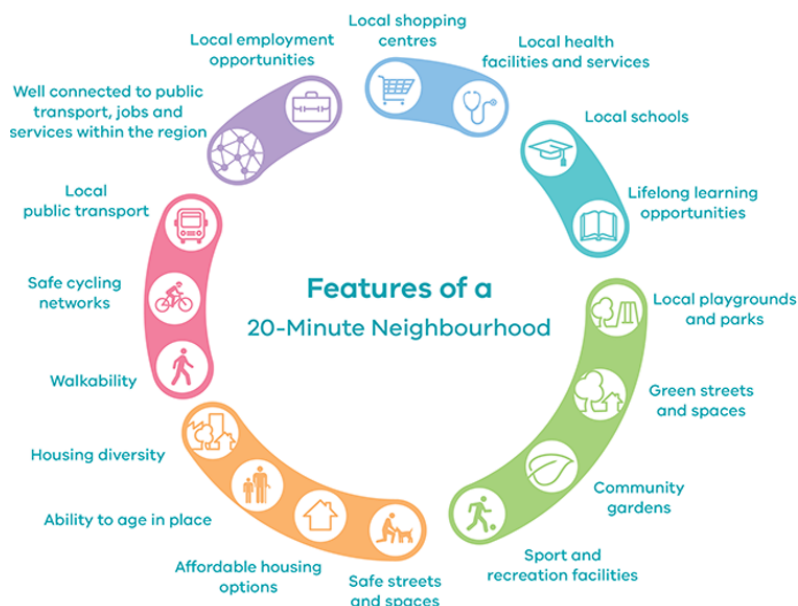 Features of a
20-Minute Neighbourhood
Local shopping
centres
Local health
facilities and services
Local schools
Lifelong learning
opportunities
Local playgrounds
and parks
Green streets
and spaces
Community
gardens
Sport and
recreation facilities
Safe streets
and spaces
Affordable housing
options
Ability to age in place
Housing diversity
Walkability
Safe cycling
networks
Local
public transport
Well connected to public
transport, jobs and
services within the region
Local employment
opportunities